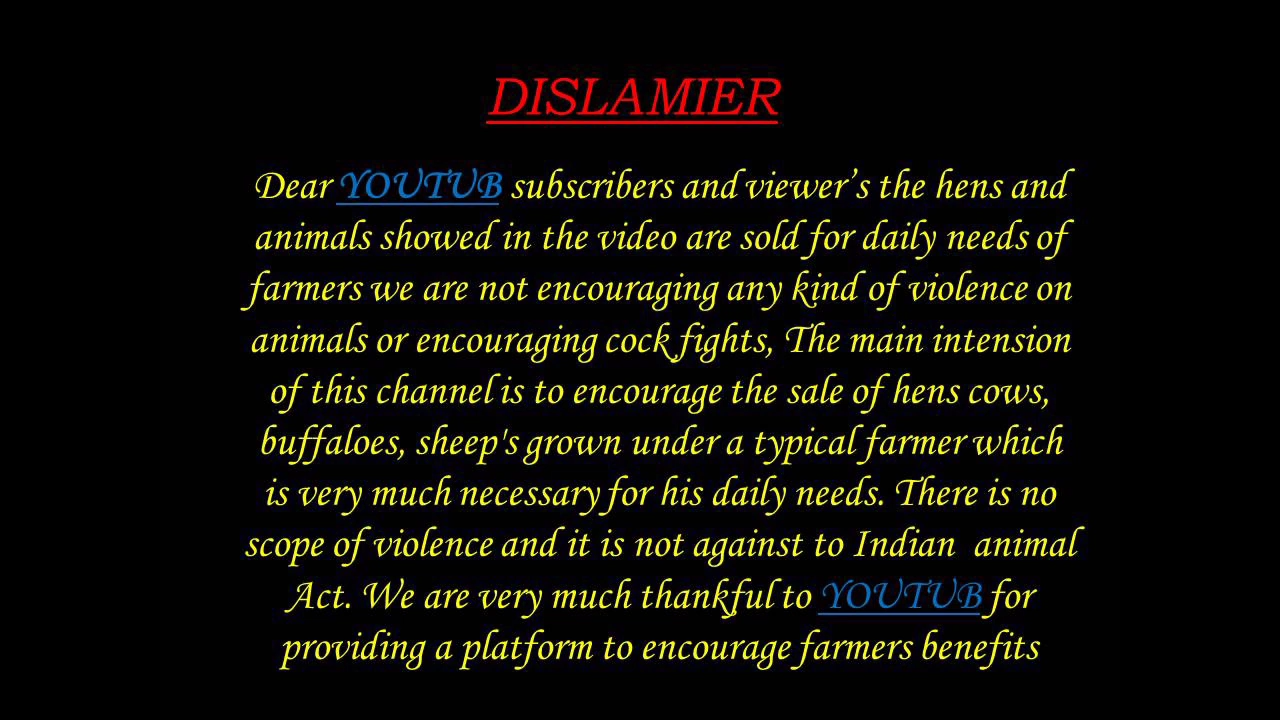 DISLAMIER
Dear YOUTUB subscribers and viewer’s the hens and
animals showed in the video are sold for daily needs of
farmers we are not encouraging any kind of violence on
animals or encouraging cock fights, The main intension
of this channel is to encourage the sale of hens cows,
buffaloes, sheep's grown under a typical farmer which
is very much necessary for his daily needs. There is no
scope of violence and it is not against to Indian  animal
Act. We are very much thankful to YOUTUB for
providing a platform to encourage farmers benefits